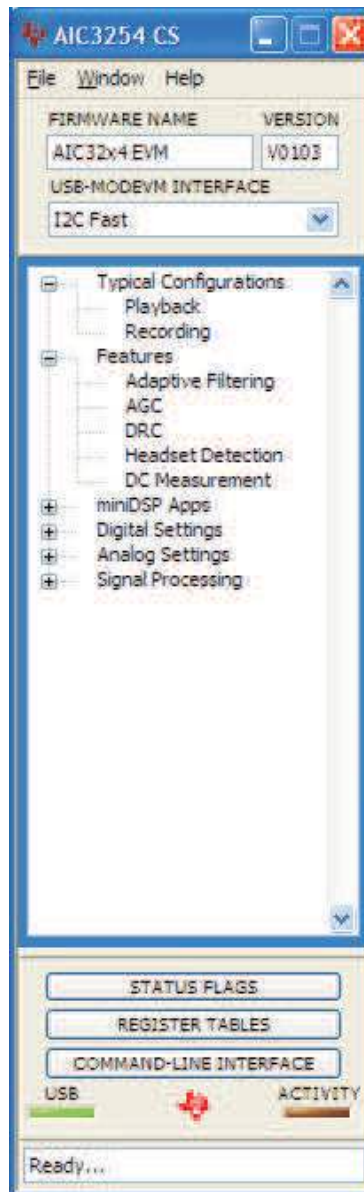 AIC3254 CS
File Window Help
FIRMWARE NAME VERSION
AIC32x4 EVM V0103
USB-MODEVM INTERFACE
I2C Fast
Typical Configurations
Playback
Recording
Features
Adaptive Filtering
AGC
DRC
Headset Detection
DC Measurement
miniDSP Apps
Digital Settings
Analog Settings
Signal Processing
STATUS FLAGS
REGISTER TABLES
COMMAND-LINE INTERFACE
USB ACTIVITY
Ready...